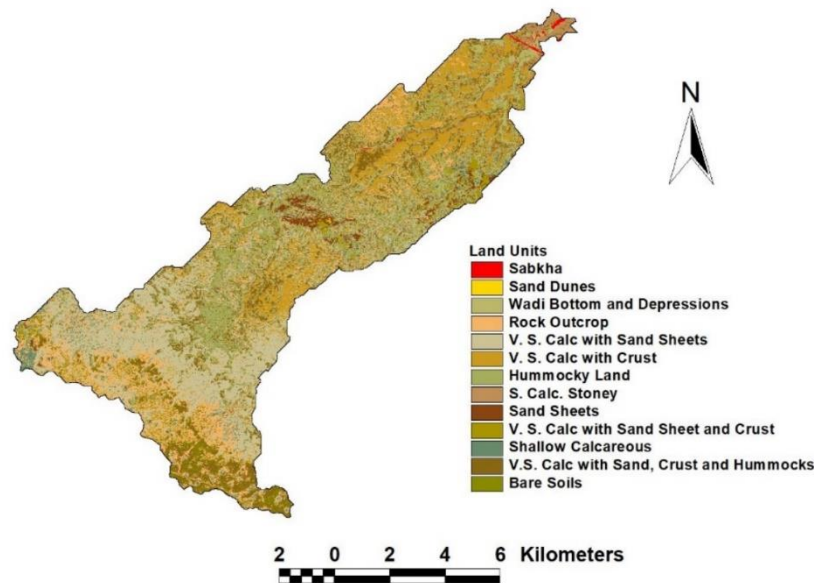 N
Land Units
Sabkha
Sand Dunes
Wadi Bottom and Depressions
Rock Outcrop
V. S. Calc with Sand Sheets
V. S. Calc with Crust
Hummocky Land
S. Calc. Stoney
Sand Sheets
V. S. Calc with Sand Sheet and Crust
Shallow Calcareous
V.S. Calc with Sand, Crust and Hummocks
Bare Soils
2 0 2 4 6 Kilometers